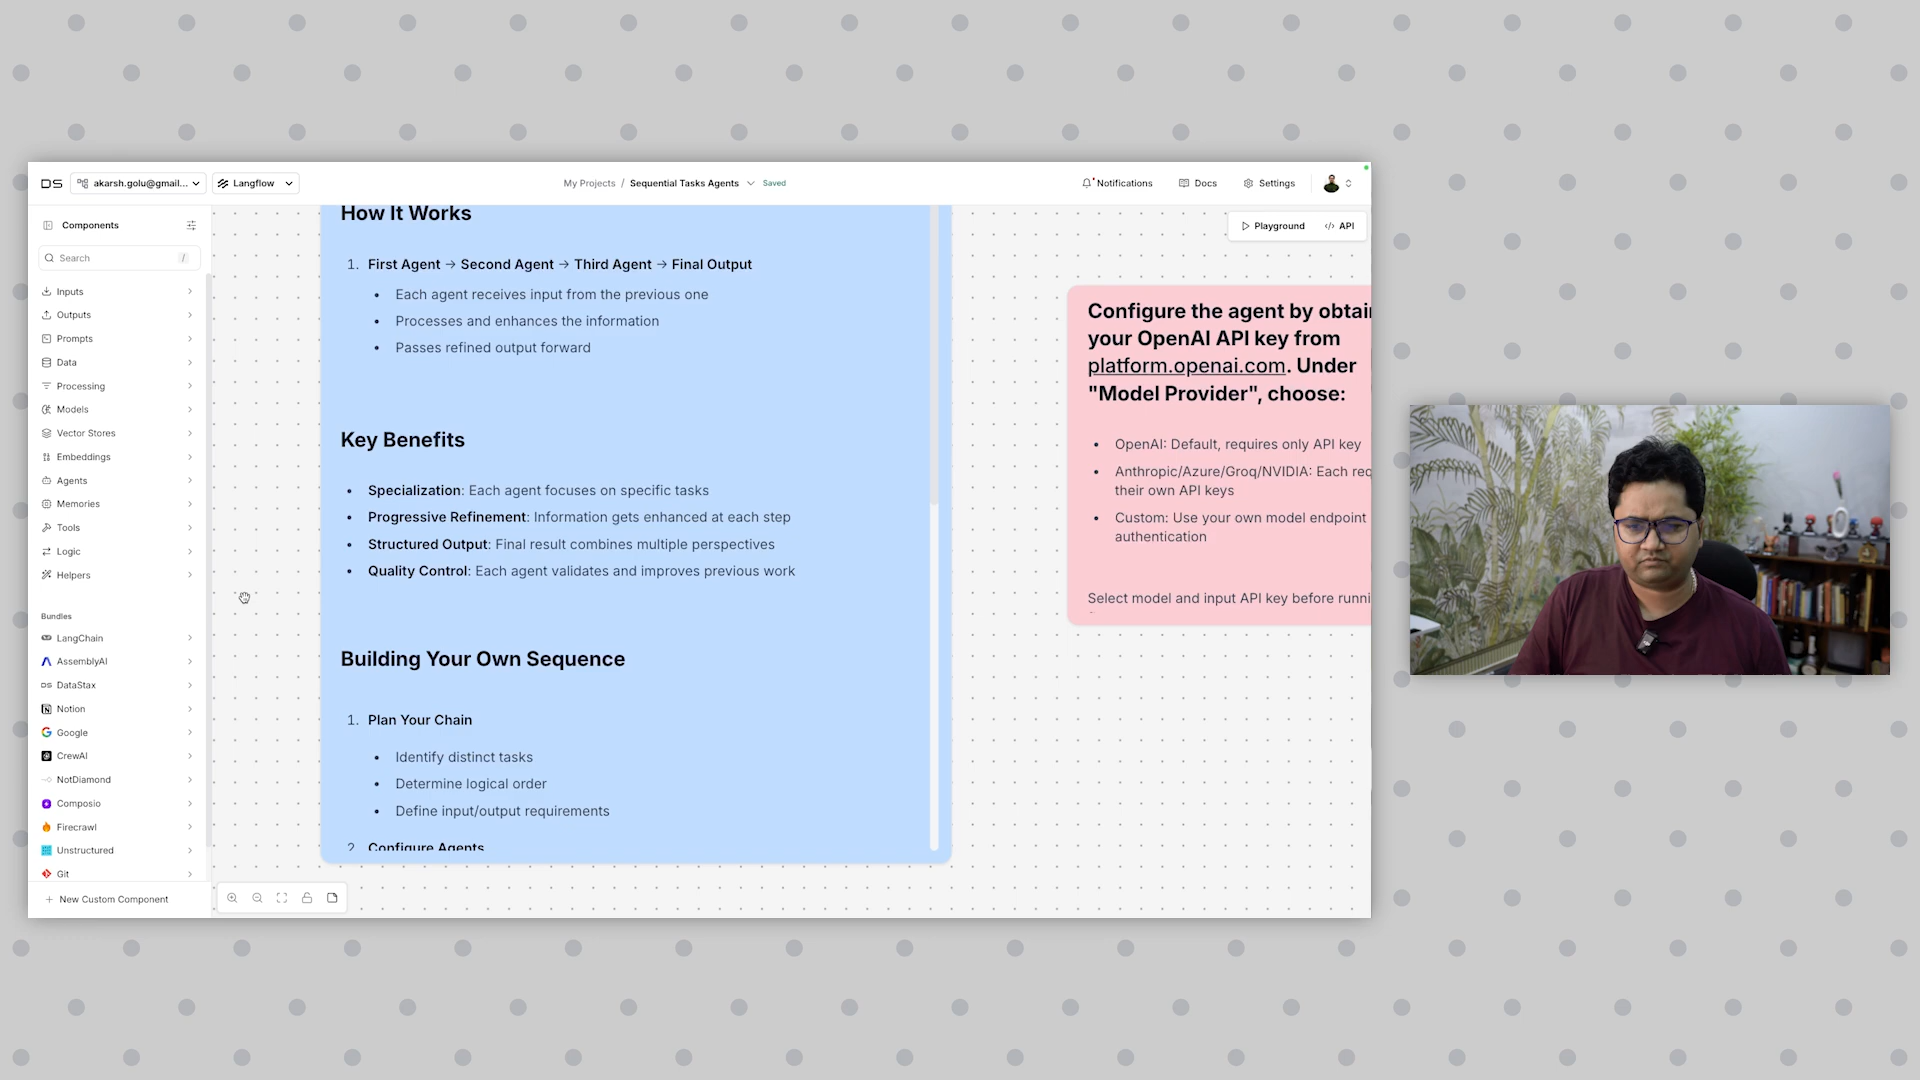 DS akarsh.golu@gmail... Langflow My Projects / Sequential Tasks Agents Saved Notifications Docs Settings
Components
Search /
Inputs
Outputs
Prompts
Data
Processing
Models
Vector Stores
Embeddings
Agents
Memories
Tools
Logic
Helpers
Bundles
LangChain
AssemblyAI
DS DataStax
Notion
Google
CrewAI
NotDiamond
Composio
Firecrawl
Unstructured
Git
+ New Custom Component
How It Works
1. First Agent → Second Agent → Third Agent → Final Output
• Each agent receives input from the previous one
• Processes and enhances the information
• Passes refined output forward
Key Benefits
• Specialization: Each agent focuses on specific tasks
• Progressive Refinement: Information gets enhanced at each step
• Structured Output: Final result combines multiple perspectives
• Quality Control: Each agent validates and improves previous work
Building Your Own Sequence
1. Plan Your Chain
• Identify distinct tasks
• Determine logical order
• Define input/output requirements
2. Configure Agents
Playground </> API
Configure the agent by obtai
your OpenAI API key from
platform.openai.com. Under
"Model Provider", choose:
• OpenAI: Default, requires only API key
• Anthropic/Azure/Groq/NVIDIA: Each req
their own API keys
• Custom: Use your own model endpoint
authentication
Select model and input API key before runni